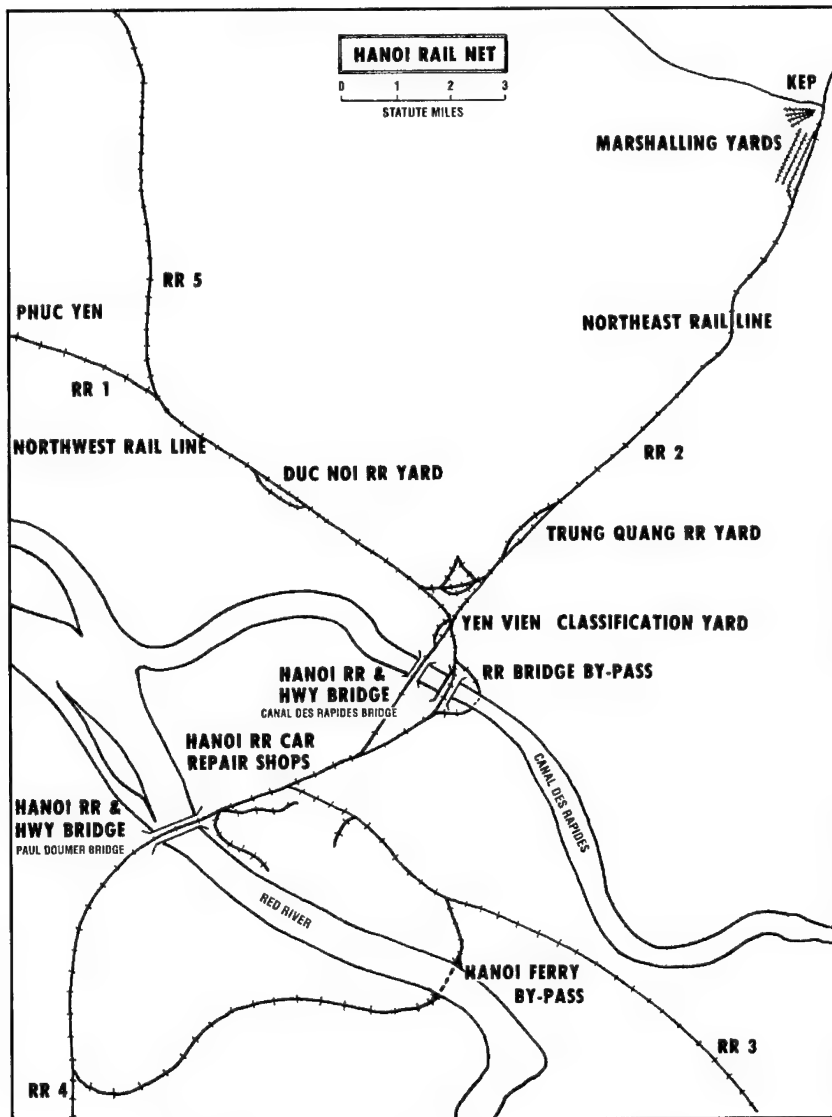 HANOI RAIL NET
0 1 2 3
STATUTE MILES
KEP
MARSHALLING YARDS
RR 5
PHUC YEN
NORTHEAST RAIL LINE
RR 1
NORTHWEST RAIL LINE
RR 2
DUC NOI RR YARD
TRUNG QUANG RR YARD
YEN VIEN CLASSIFICATION YARD
HANOI RR &
HWY BRIDGE
CANAL DES RAPIDES BRIDGE
RR BRIDGE BY-PASS
HANOI RR CAR
REPAIR SHOPS
CANAL DES RAPIDES
HANOI RR &
HWY BRIDGE
PAUL DOUMER BRIDGE
RED RIVER
HANOI FERRY
BY-PASS
RR 3
RR 4